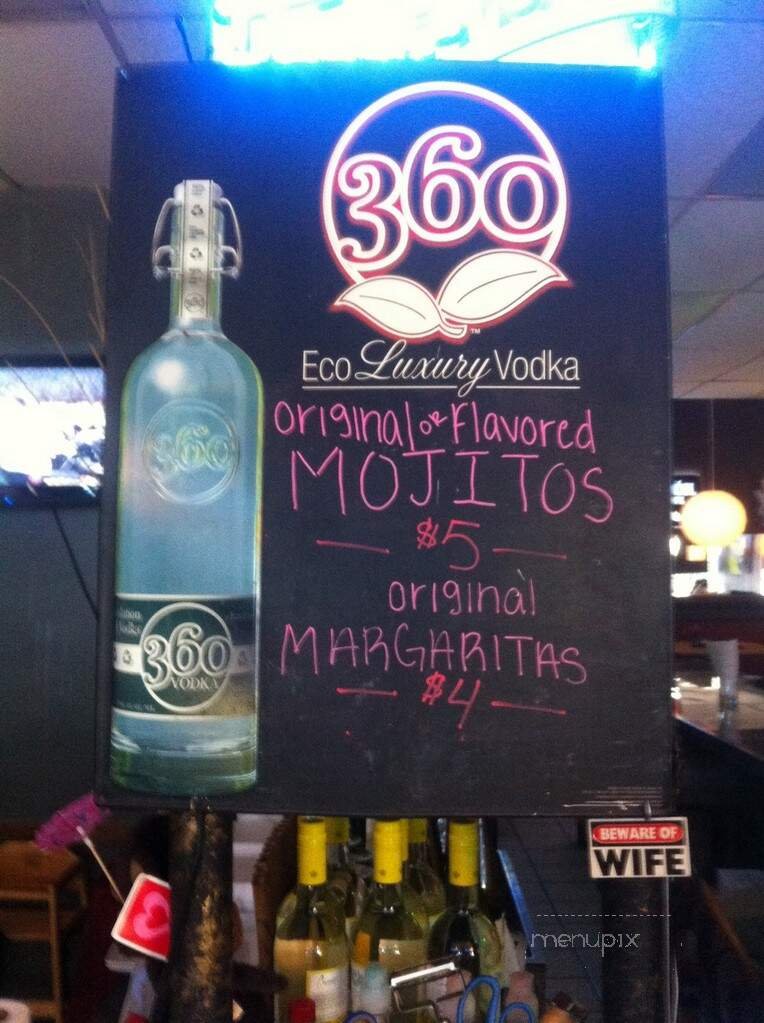 360
TM
Eco Luxury Vodka
original or Flavored
MOJITOS
$5
original
MARGARITAS
$4
360
360
VODKA
BEWARE OF
WIFE
menupix